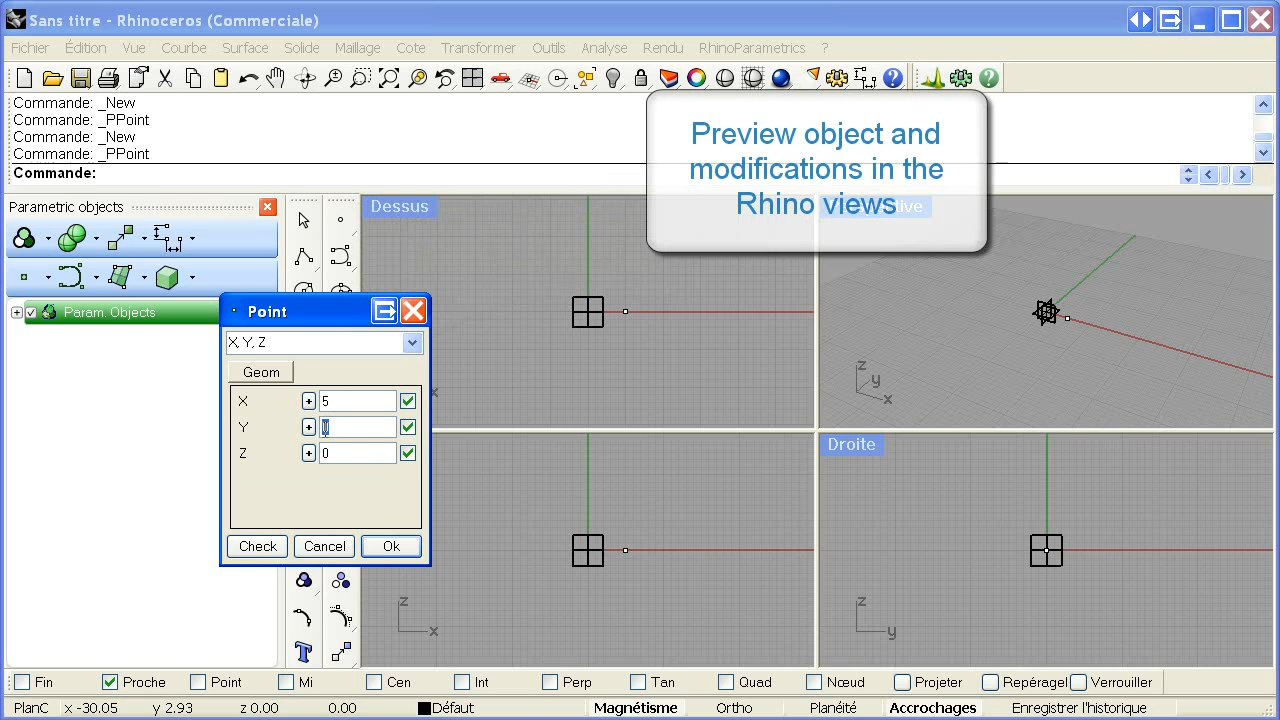 Sans titre - Rhinoceros (Commerciale)
Fichier Édition Vue Courbe Surface Solide Maillage Cote Transformer Outils Analyse Rendu RhinoParametrics ?
Commande: _New
Commande: _PPoint
Commande: _New
Commande: _PPoint
Commande:
Preview object and
modifications in the
Rhino views
Parametric objects
Param. Objects
Dessus
Point
X, Y, Z
Geom
X + 5
Y + 0
Z + 0
Check Cancel Ok
x
z
y
x
Droite
z
x
z
y
T
Fin Proche Point Mi Cen Int Perp Tan Quad Nœud Projeter Repéragel Verrouiller
PlanC x -30.05 y 2.93 z 0.00 0.00 Défaut Magnétisme Ortho Planéité Accrochages Enregistrer l'historique